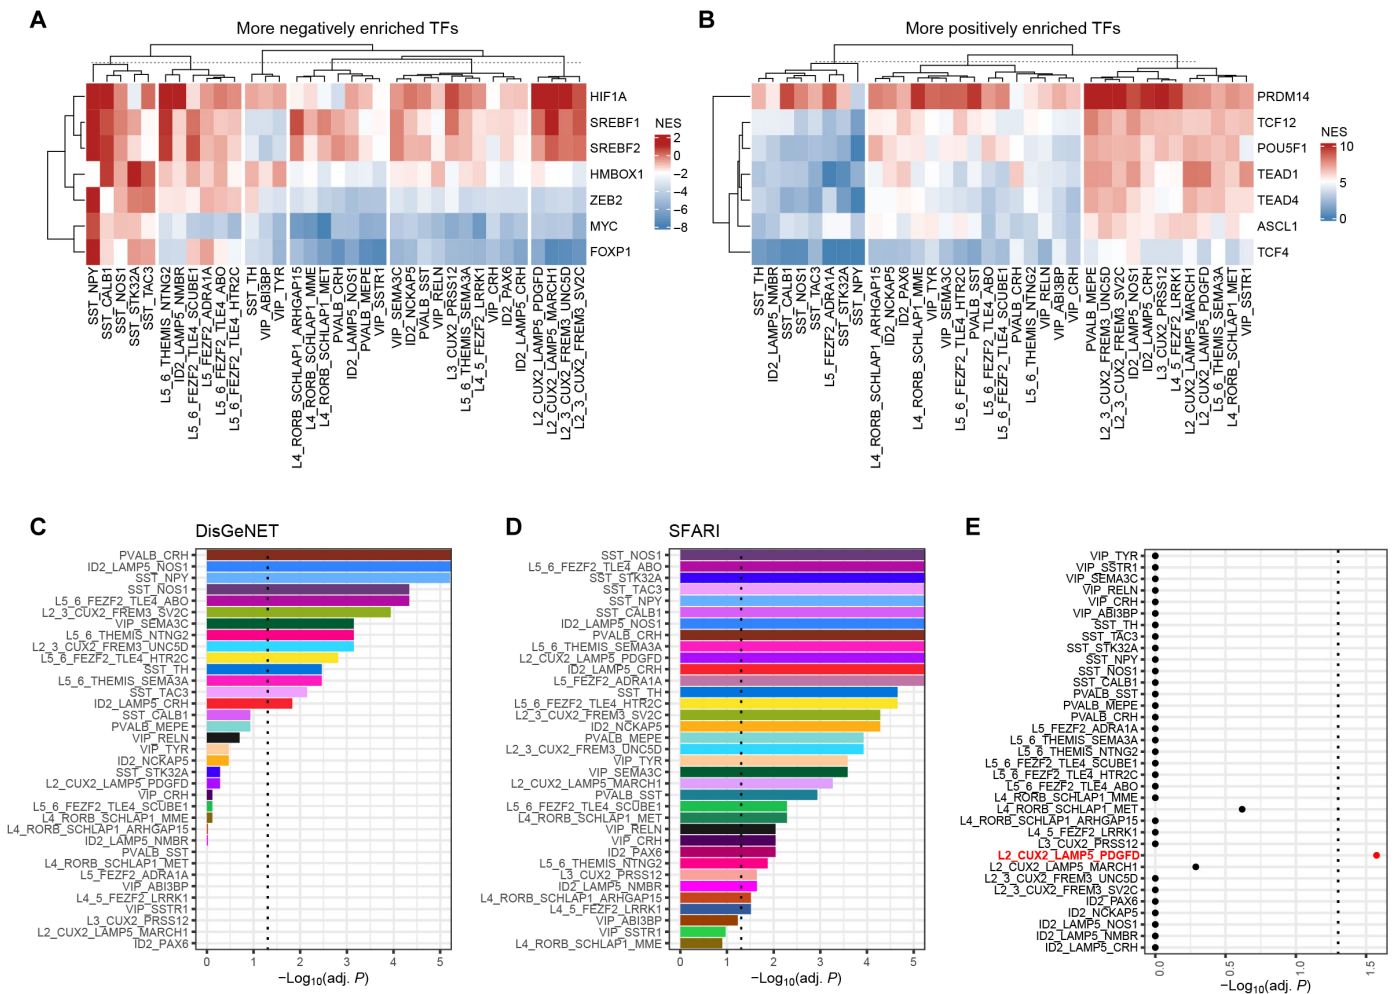 A
More negatively enriched TFs
HIF1A
SREBF1
SREBF2
HMBOX1
ZEB2
MYC
FOXP1
NES
2
0
−2
−4
−6
−8
SST_NPY
SST_CALB1
SST_NOS1
SST_STK32A
SST_TAC3
L5_6_THEMIS_NTNG2
ID2_LAMP5_NMBR
L5_6_FEZF2_TLE4_SCUBE1
L5_FEZF2_ADRA1A
L5_6_FEZF2_TLE4_ABO
L5_6_FEZF2_TLE4_HTR2C
SST_TH
VIP_ABI3BP
VIP_TYR
L4_RORB_SCHLAP1_ARHGAP15
L4_RORB_SCHLAP1_MME
L4_RORB_SCHLAP1_MET
PVALB_CRH
ID2_LAMP5_NOS1
PVALB_MEPE
VIP_SSTR1
VIP_SEMA3C
ID2_NCKAP5
PVALB_SST
VIP_RELN
L3_CUX2_PRSS12
L5_6_THEMIS_SEMA3A
L4_5_FEZF2_LRRK1
VIP_CRH
ID2_PAX6
ID2_LAMP5_CRH
L2_CUX2_LAMP5_PDGFD
L2_CUX2_LAMP5_MARCH1
L2_3_CUX2_FREM3_UNC5D
L2_3_CUX2_FREM3_SV2C
B
More positively enriched TFs
PRDM14
TCF12
POU5F1
TEAD1
TEAD4
ASCL1
TCF4
NES
10
5
0
SST_TH
ID2_LAMP5_NMBR
SST_CALB1
SST_NOS1
SST_TAC3
L5_FEZF2_ADRA1A
SST_STK32A
SST_NPY
L4_RORB_SCHLAP1_ARHGAP15
ID2_NCKAP5
ID2_PAX6
L4_RORB_SCHLAP1_MME
VIP_TYR
VIP_SEMA3C
L5_6_FEZF2_TLE4_HTR2C
PVALB_SST
L5_6_FEZF2_TLE4_ABO
L5_6_FEZF2_TLE4_SCUBE1
PVALB_CRH
L5_6_THEMIS_NTNG2
VIP_RELN
VIP_ABI3BP
VIP_CRH
PVALB_MEPE
L2_3_CUX2_FREM3_UNC5D
L2_3_CUX2_FREM3_SV2C
ID2_LAMP5_NOS1
ID2_LAMP5_CRH
L3_CUX2_PRSS12
L4_5_FEZF2_LRRK1
L2_CUX2_LAMP5_MARCH1
L2_CUX2_LAMP5_PDGFD
L5_6_THEMIS_SEMA3A
L4_RORB_SCHLAP1_MET
VIP_SSTR1
C
DisGeNET
PVALB_CRH
ID2_LAMP5_NOS1
SST_NPY
SST_NOS1
L5_6_FEZF2_TLE4_ABO
L2_3_CUX2_FREM3_SV2C
VIP_SEMA3C
L5_6_THEMIS_NTNG2
L2_3_CUX2_FREM3_UNC5D
L5_6_FEZF2_TLE4_HTR2C
SST_TH
L5_6_THEMIS_SEMA3A
SST_TAC3
ID2_LAMP5_CRH
SST_CALB1
PVALB_MEPE
VIP_RELN
VIP_TYR
ID2_NCKAP5
SST_STK32A
L2_CUX2_LAMP5_PDGFD
VIP_CRH
L5_6_FEZF2_TLE4_SCUBE1
L4_RORB_SCHLAP1_MME
L4_RORB_SCHLAP1_ARHGAP15
ID2_LAMP5_NMBR
PVALB_SST
L4_RORB_SCHLAP1_MET
L5_FEZF2_ADRA1A
VIP_ABI3BP
L4_5_FEZF2_LRRK1
VIP_SSTR1
L3_CUX2_PRSS12
L2_CUX2_LAMP5_MARCH1
ID2_PAX6
0 1 2 3 4 5
−Log10(adj. P)
D
SFARI
SST_NOS1
L5_6_FEZF2_TLE4_ABO
SST_STK32A
SST_TAC3
SST_NPY
SST_CALB1
ID2_LAMP5_NOS1
PVALB_CRH
L5_6_THEMIS_SEMA3A
L2_CUX2_LAMP5_PDGFD
ID2_LAMP5_CRH
L5_FEZF2_ADRA1A
SST_TH
L5_6_FEZF2_TLE4_HTR2C
L2_3_CUX2_FREM3_SV2C
ID2_NCKAP5
PVALB_MEPE
L2_3_CUX2_FREM3_UNC5D
VIP_TYR
VIP_SEMA3C
L2_CUX2_LAMP5_MARCH1
PVALB_SST
L5_6_FEZF2_TLE4_SCUBE1
L4_RORB_SCHLAP1_MET
VIP_RELN
VIP_CRH
ID2_PAX6
L5_6_THEMIS_NTNG2
L3_CUX2_PRSS12
ID2_LAMP5_NMBR
L4_RORB_SCHLAP1_ARHGAP15
L4_5_FEZF2_LRRK1
VIP_ABI3BP
VIP_SSTR1
L4_RORB_SCHLAP1_MME
0 1 2 3 4 5
−Log10(adj. P)
E
VIP_TYR
VIP_SSTR1
VIP_SEMA3C
VIP_RELN
VIP_CRH
VIP_ABI3BP
SST_TH
SST_TAC3
SST_STK32A
SST_NPY
SST_NOS1
SST_CALB1
PVALB_SST
PVALB_MEPE
PVALB_CRH
L5_FEZF2_ADRA1A
L5_6_THEMIS_SEMA3A
L5_6_THEMIS_NTNG2
L5_6_FEZF2_TLE4_SCUBE1
L5_6_FEZF2_TLE4_HTR2C
L5_6_FEZF2_TLE4_ABO
L4_RORB_SCHLAP1_MME
L4_RORB_SCHLAP1_MET
L4_RORB_SCHLAP1_ARHGAP15
L4_5_FEZF2_LRRK1
L3_CUX2_PRSS12
L2_CUX2_LAMP5_PDGFD
L2_CUX2_LAMP5_MARCH1
L2_3_CUX2_FREM3_UNC5D
L2_3_CUX2_FREM3_SV2C
ID2_PAX6
ID2_NCKAP5
ID2_LAMP5_NOS1
ID2_LAMP5_NMBR
ID2_LAMP5_CRH
0.0 0.5 1.0 1.5
−Log10(adj. P)